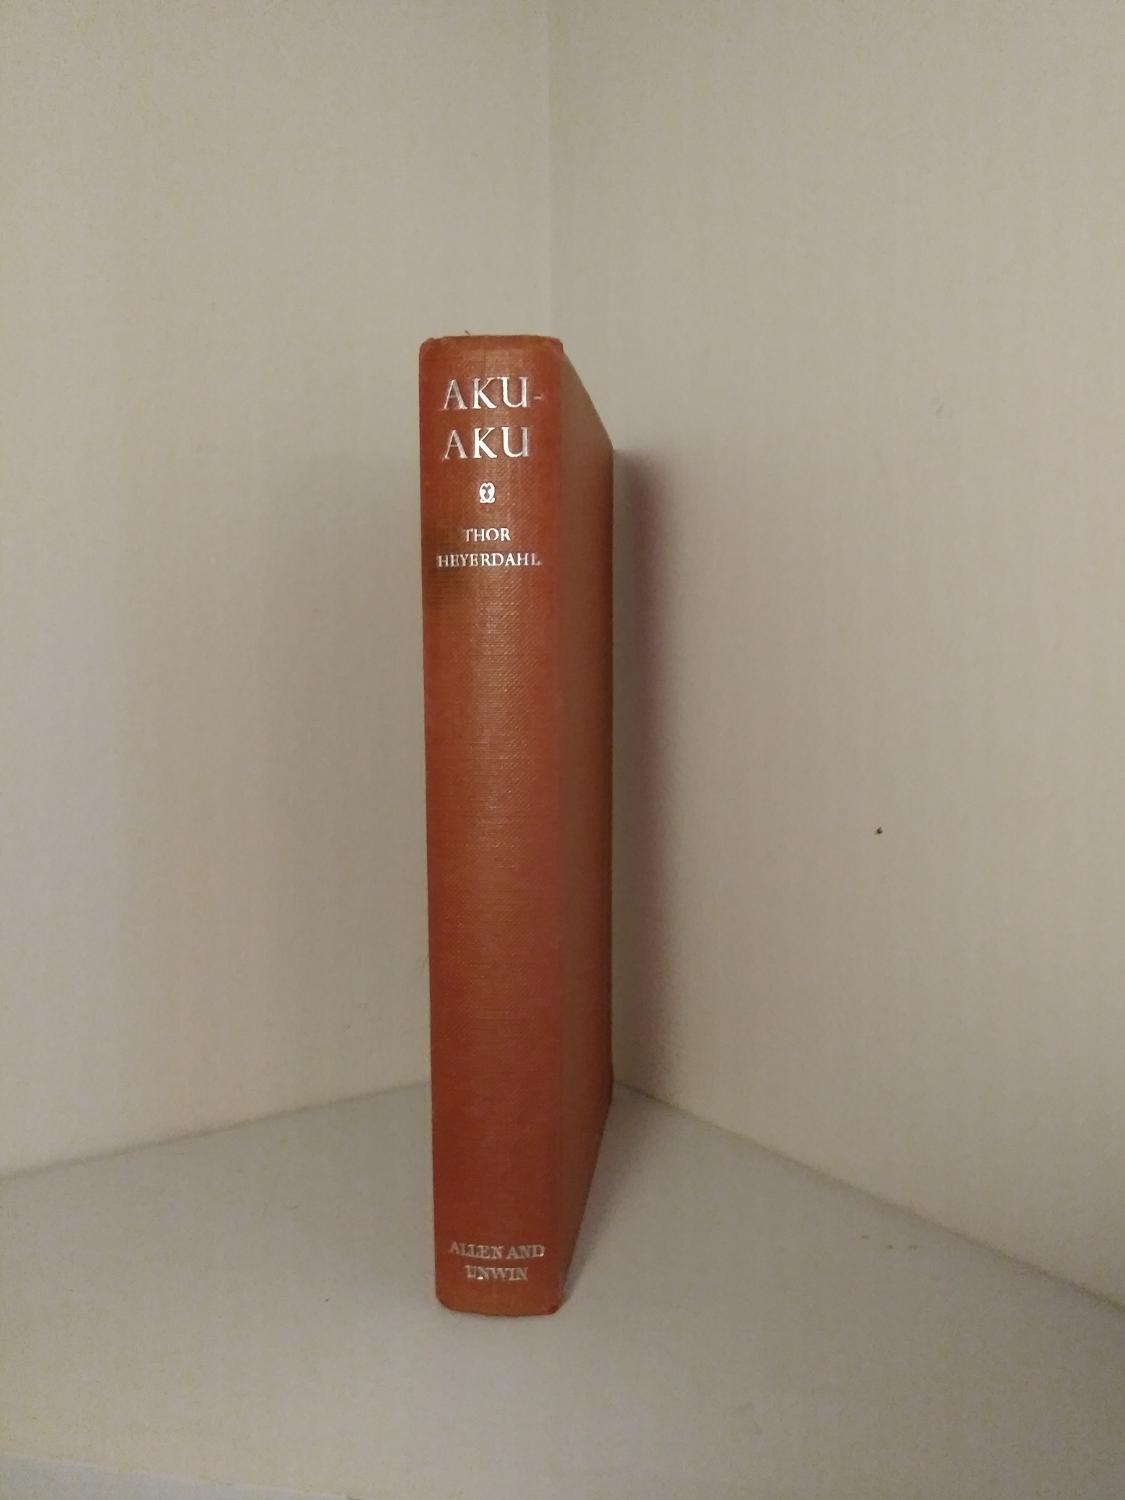 AKU-
AKU
THOR
HEYERDAHL
ALLEN AND
UNWIN